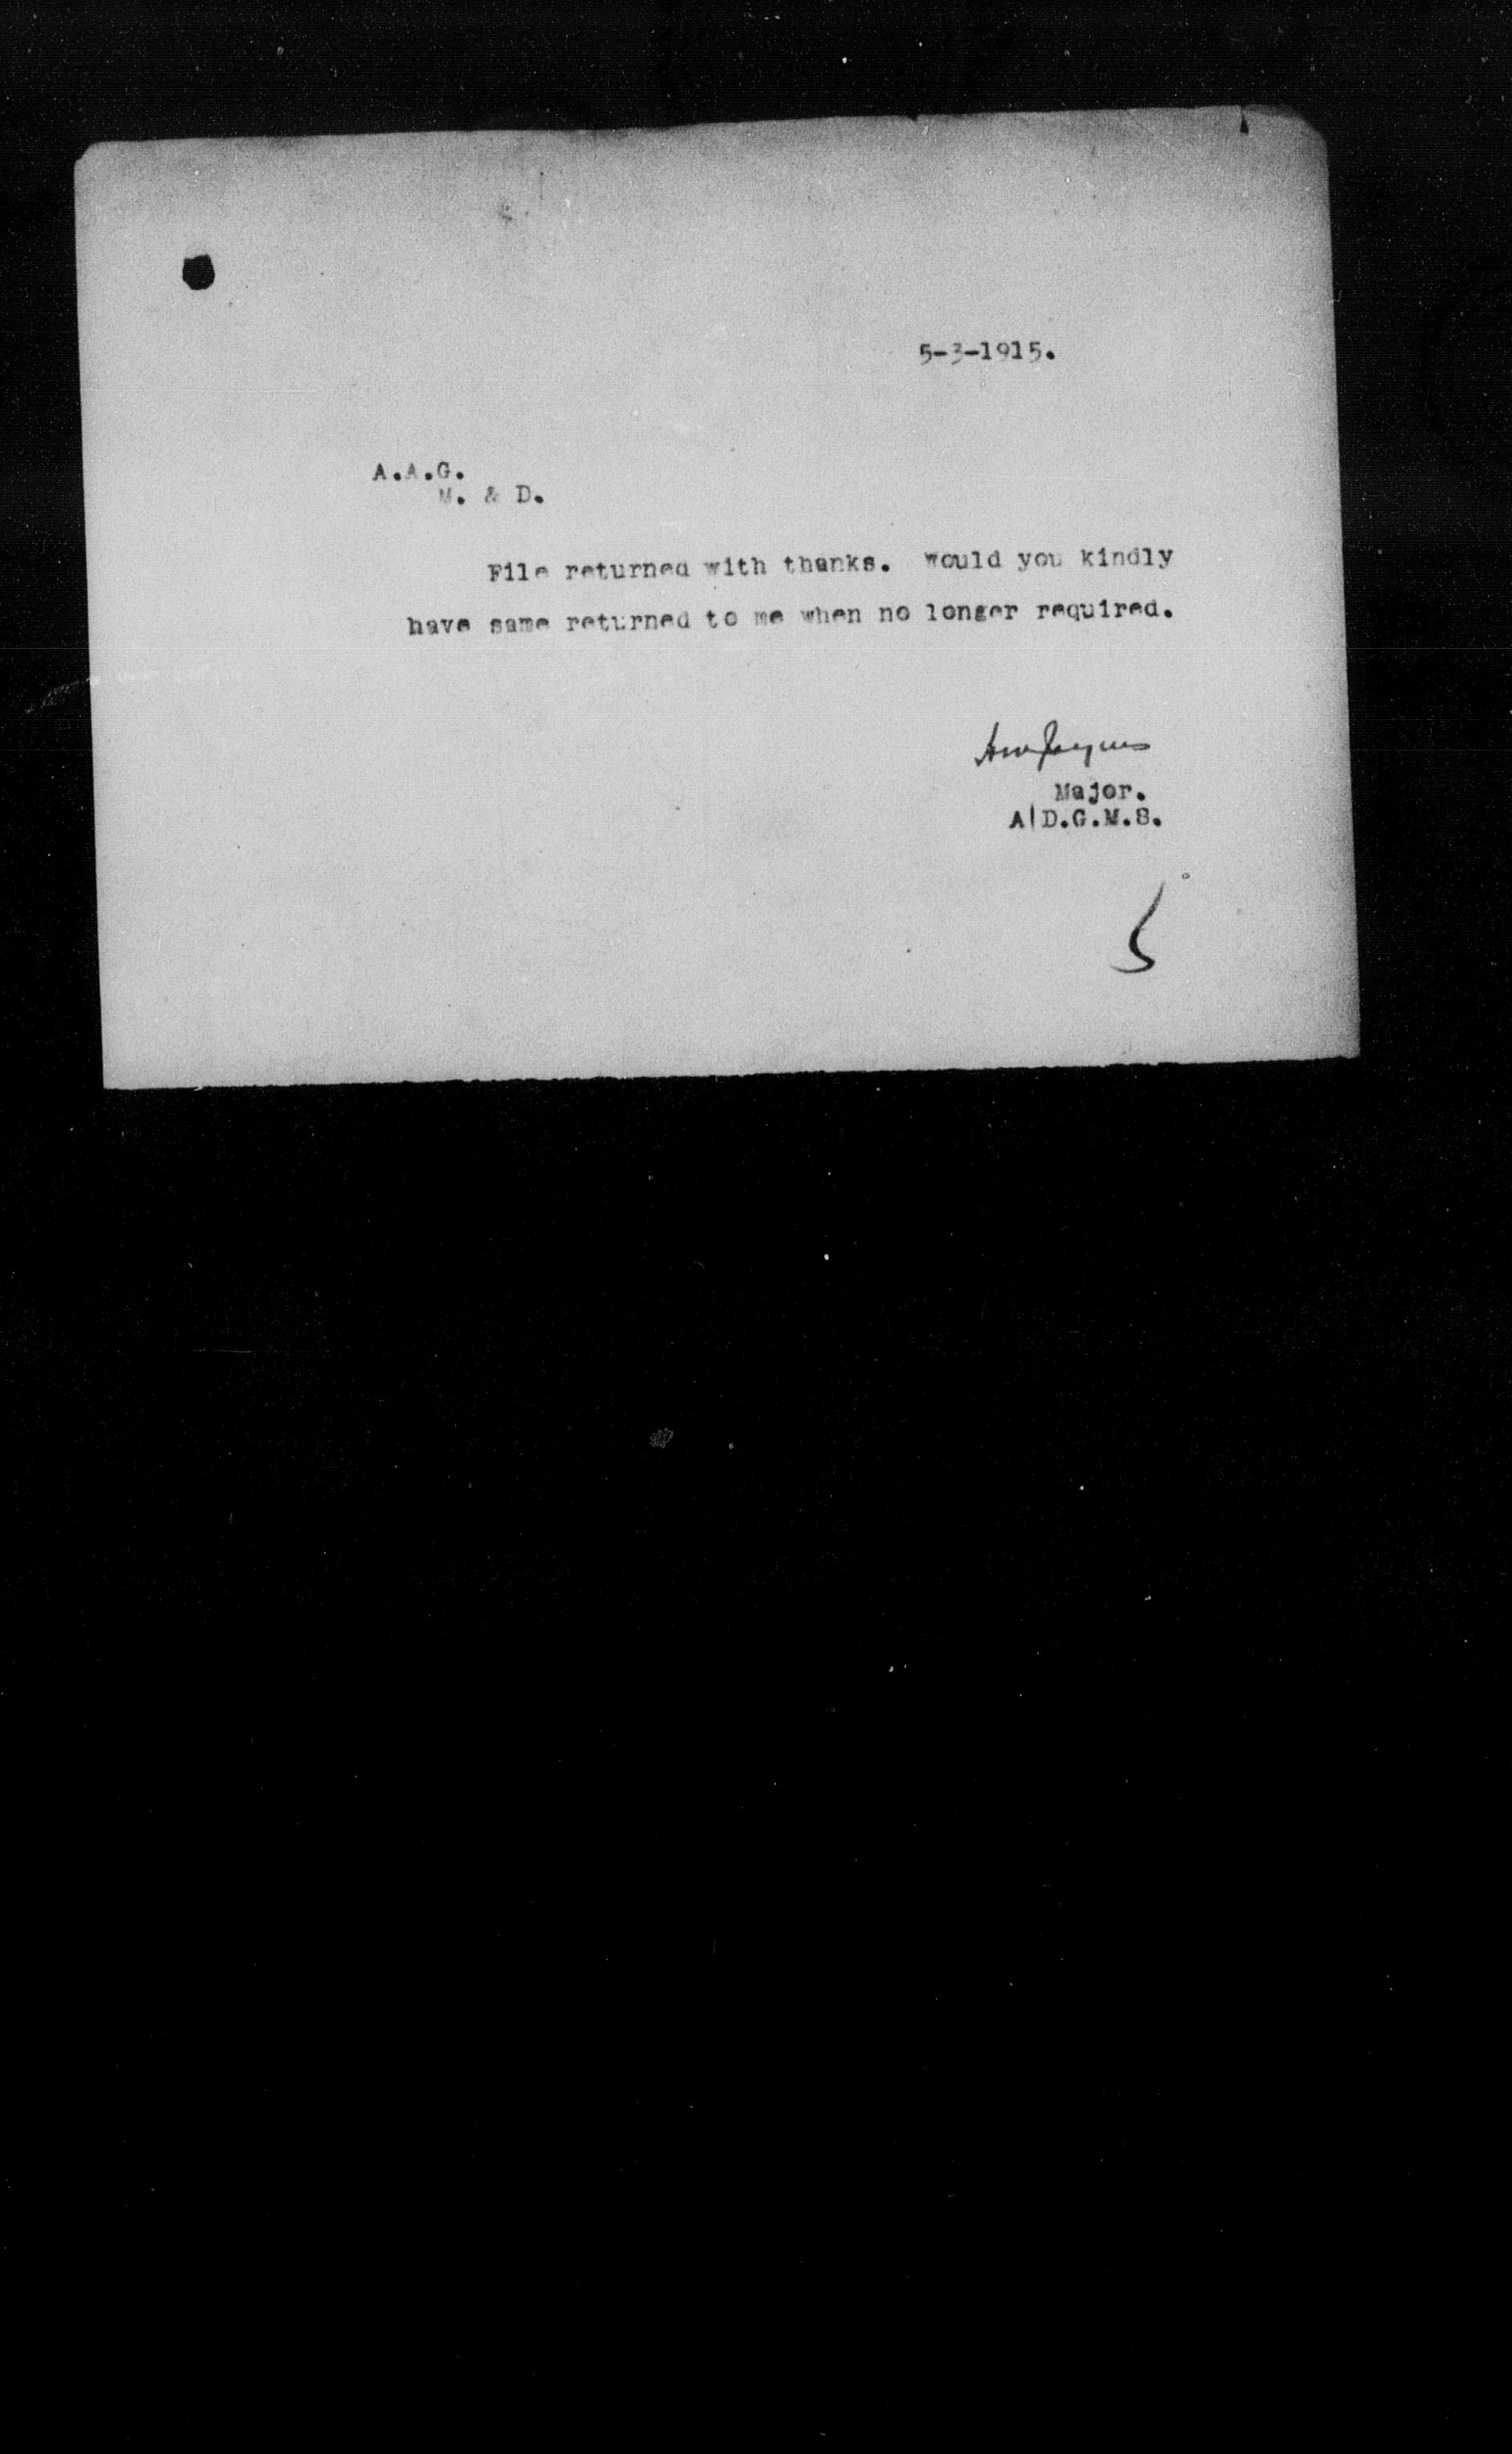 5-3-1915.
A.A.G.
M. & D.
File returned with thanks. Would you kindly
have same returned to me when no longer required.
Major.
A|D.G.M.S.
5